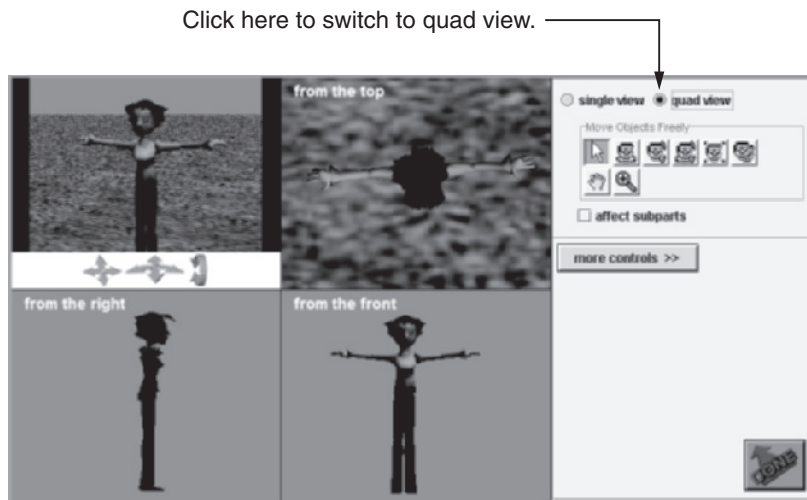 Click here to switch to quad view.
from the top
single view quad view
Move Objects Freely
affect subparts
more controls >>
from the right
from the front
DONE